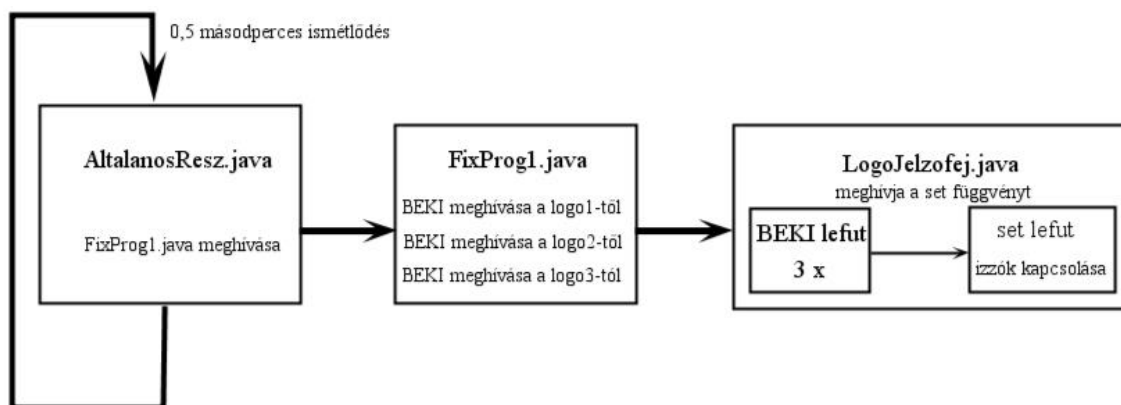 0,5 másodperces ismétlődés
AltalanosResz.java
FixProg1.java meghívása
FixProg1.java
BEKI meghívása a logo1-től
BEKI meghívása a logo2-től
BEKI meghívása a logo3-tól
LogoJelzofej.java
meghívja a set függvényt
BEKI lefut
3 x
set lefut
izzók kapcsolása